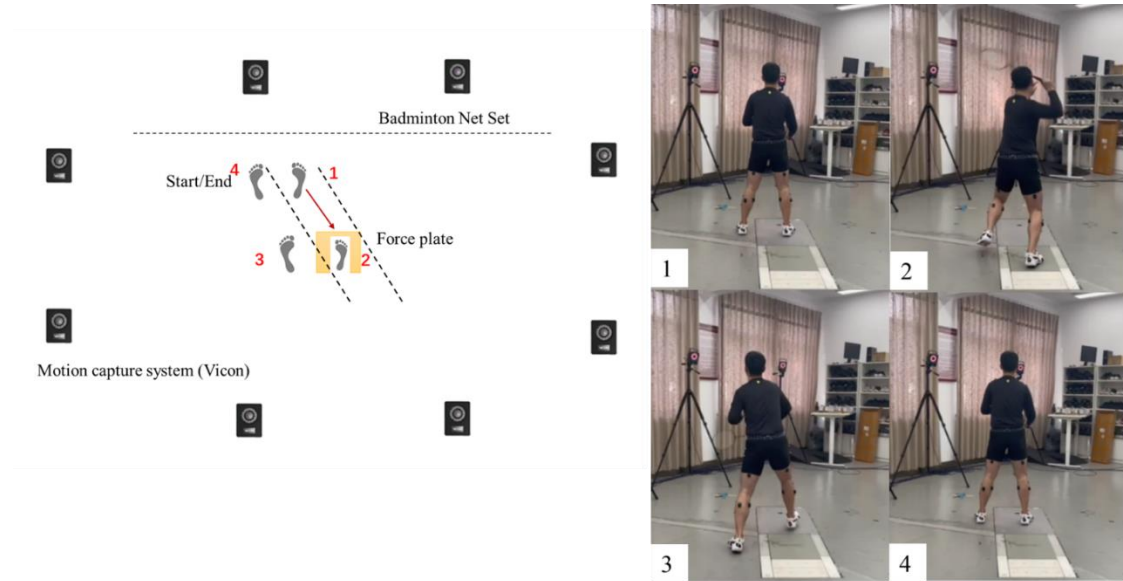 Badminton Net Set
4
1
Start/End
Force plate
3
2
Motion capture system (Vicon)
1
2
3
4